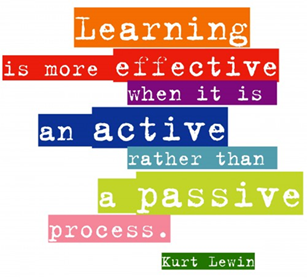 Learning
is more effective
when it is
an active
rather than
a passive
process.
Kurt Lewin